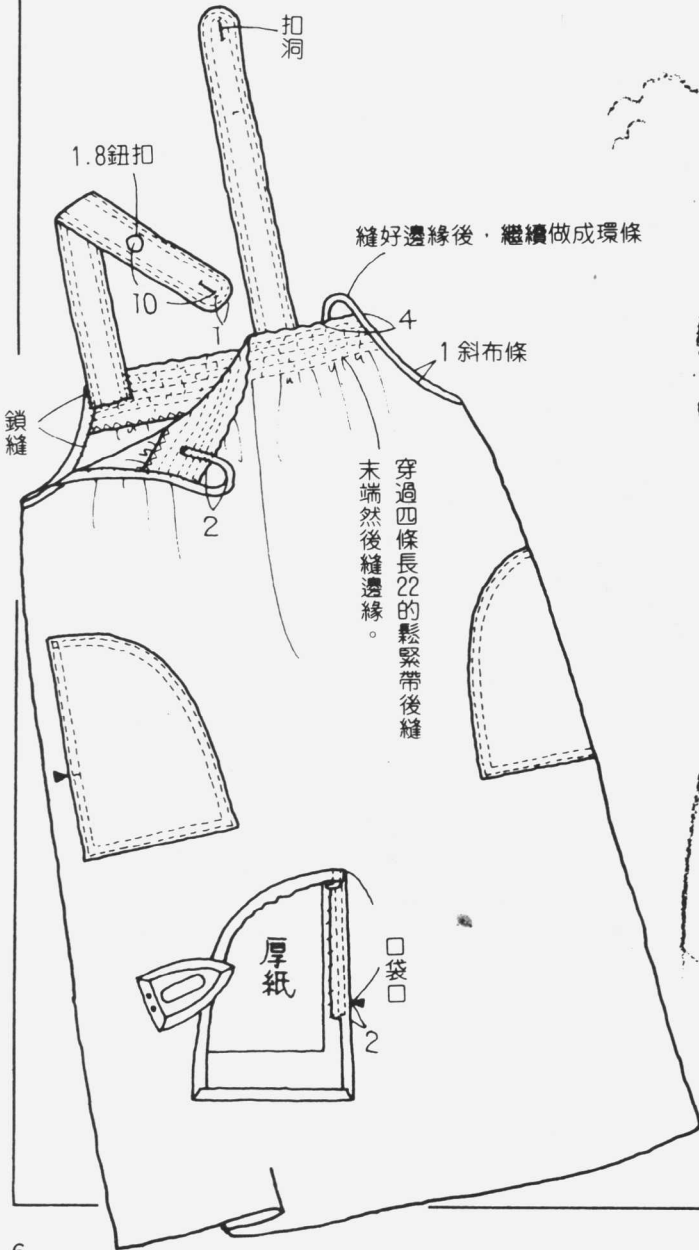 扣洞
1.8鈕扣
縫好邊緣後，繼續做成環條
10
1
4
1斜布條
鎖縫
2
穿過四條長22的鬆緊帶後縫
末端然後縫邊緣。
厚紙
口袋口
2